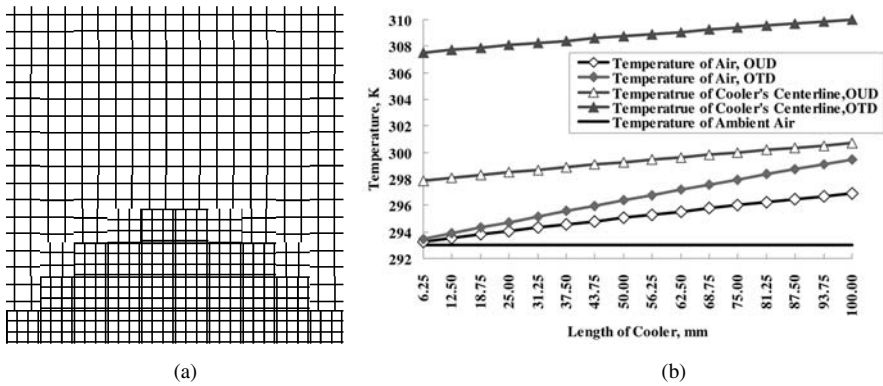 310
308
306
304
302
300
298
296
294
292
Temperature, K
Temperature of Air, OUD
Temperature of Air, OTD
Temperatrue of Cooler's Centerline,OUD
Temperatrue of Cooler's Centerline,OTD
Temperature of Ambient Air
6.25
12.50
18.75
25.00
31.25
37.50
43.75
50.00
56.25
62.50
68.75
75.00
81.25
87.50
93.75
100.00
Length of Cooler, mm
(a)
(b)